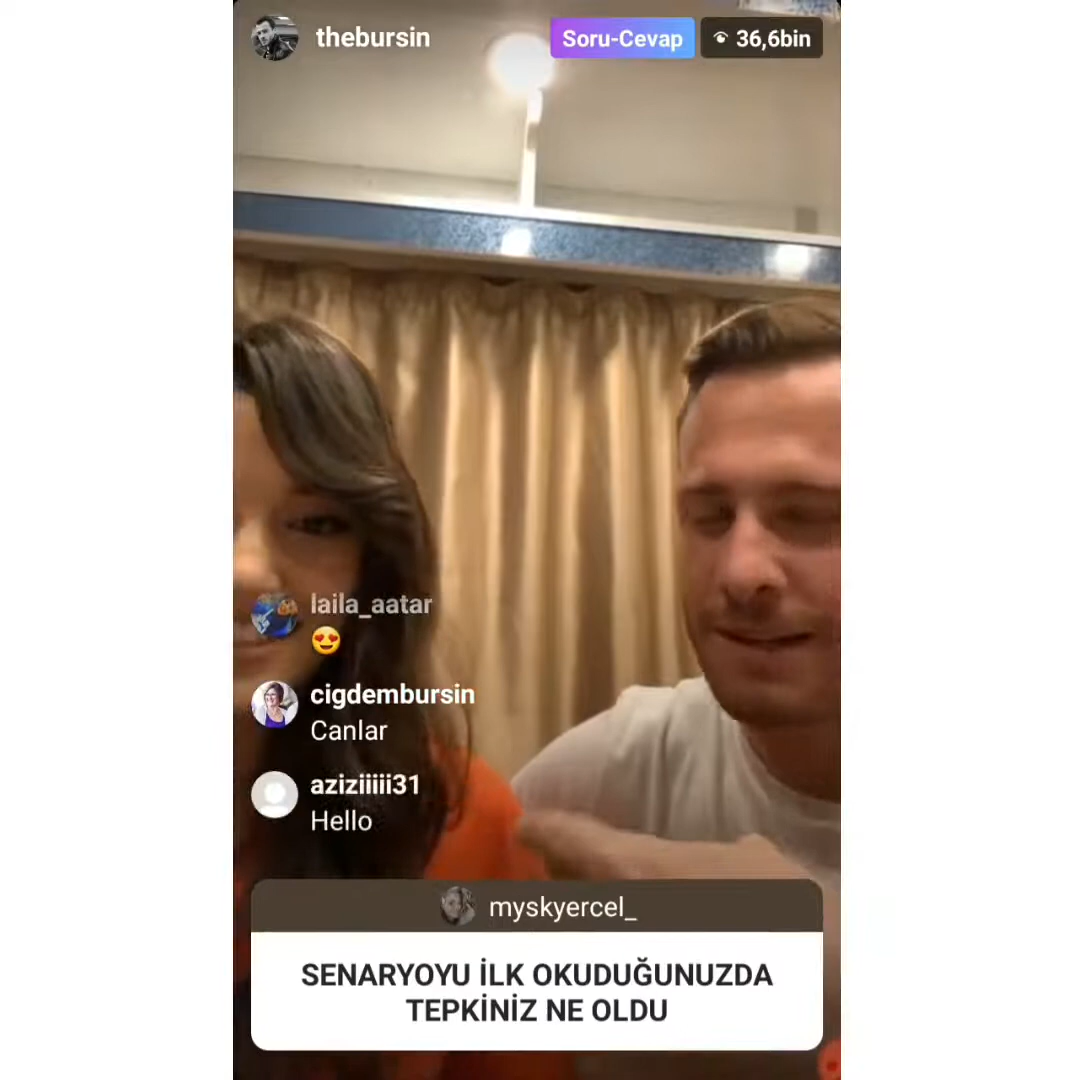 thebursin
Soru-Cevap
36,6bin
laila_aatar
😍
cigdembursin
Canlar
aziziiiii31
Hello
myskyercel_
SENARYOYU İLK OKUDUĞUNUZDA
TEPKİNİZ NE OLDU